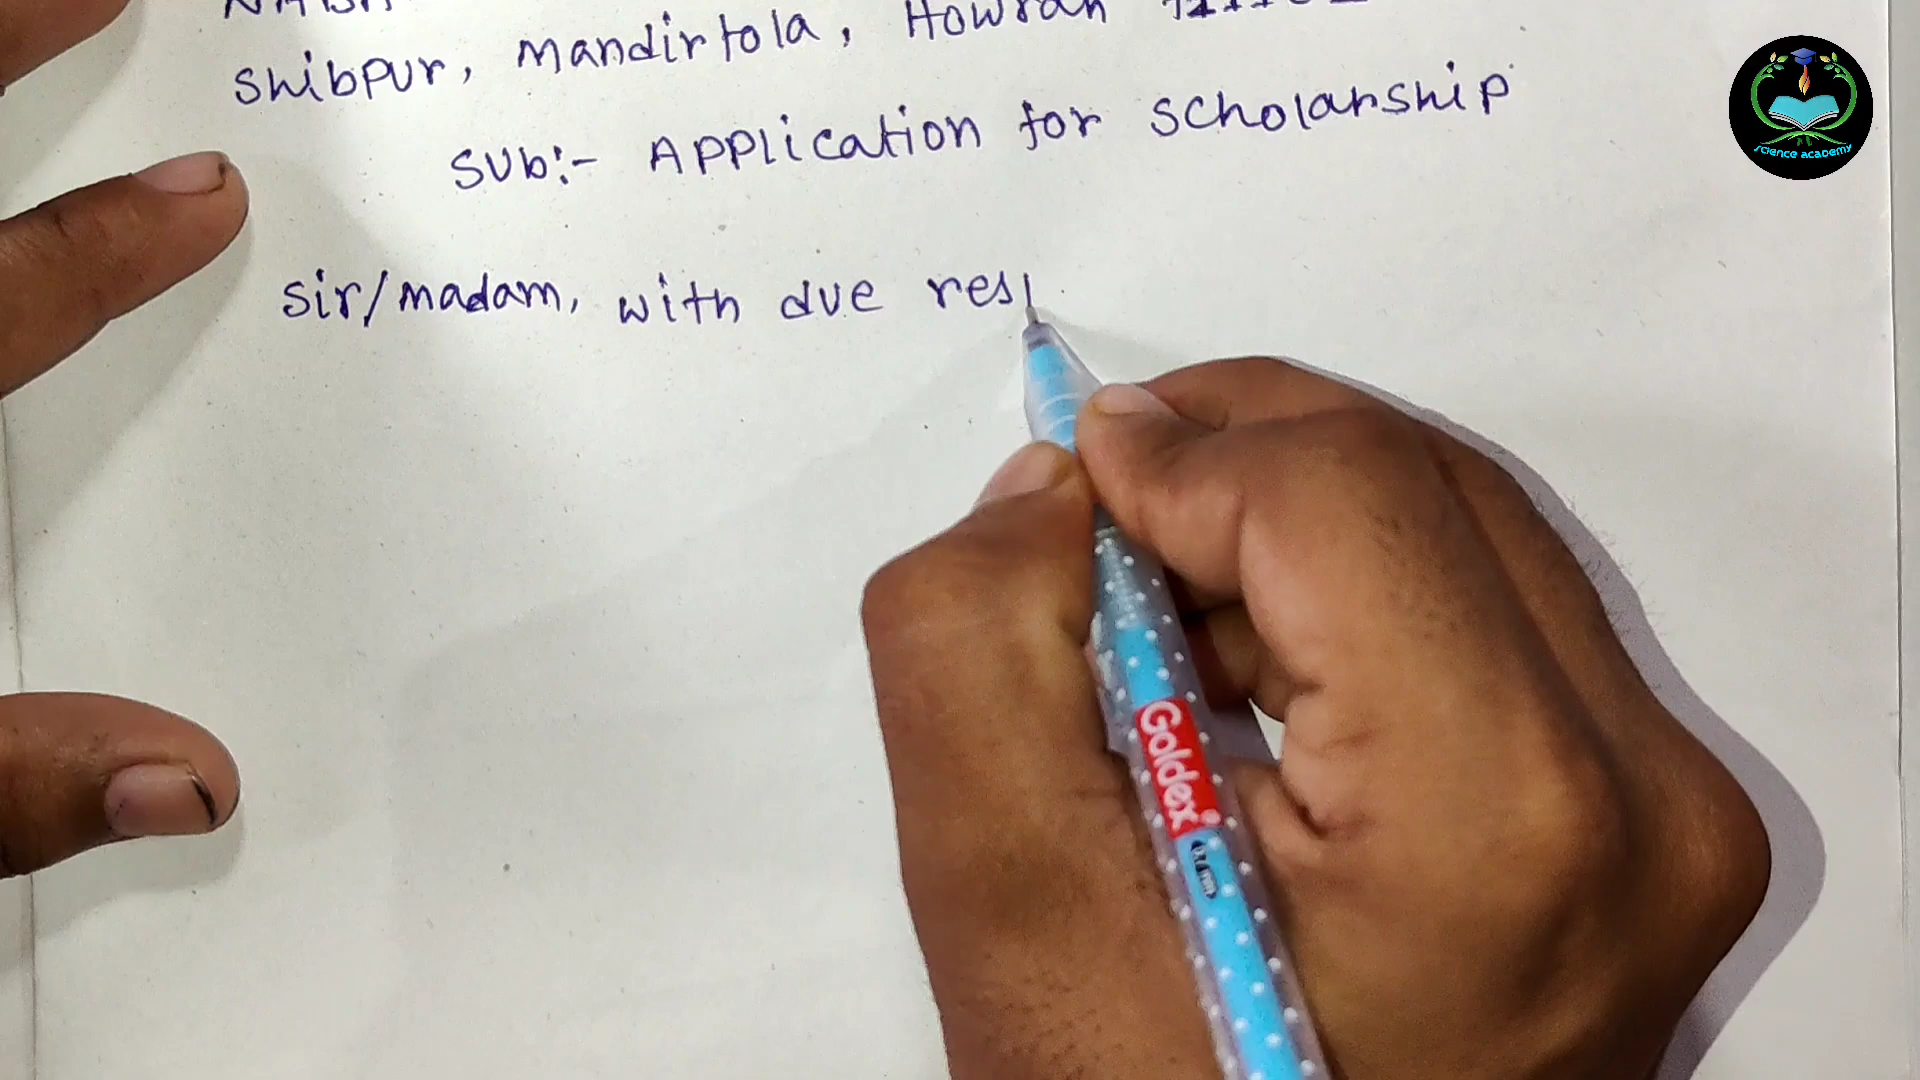 Shibpur, Mandirtola, Howrah
Sub:- Application for scholarship
Sir/madam, with due res
Goldex
science academy